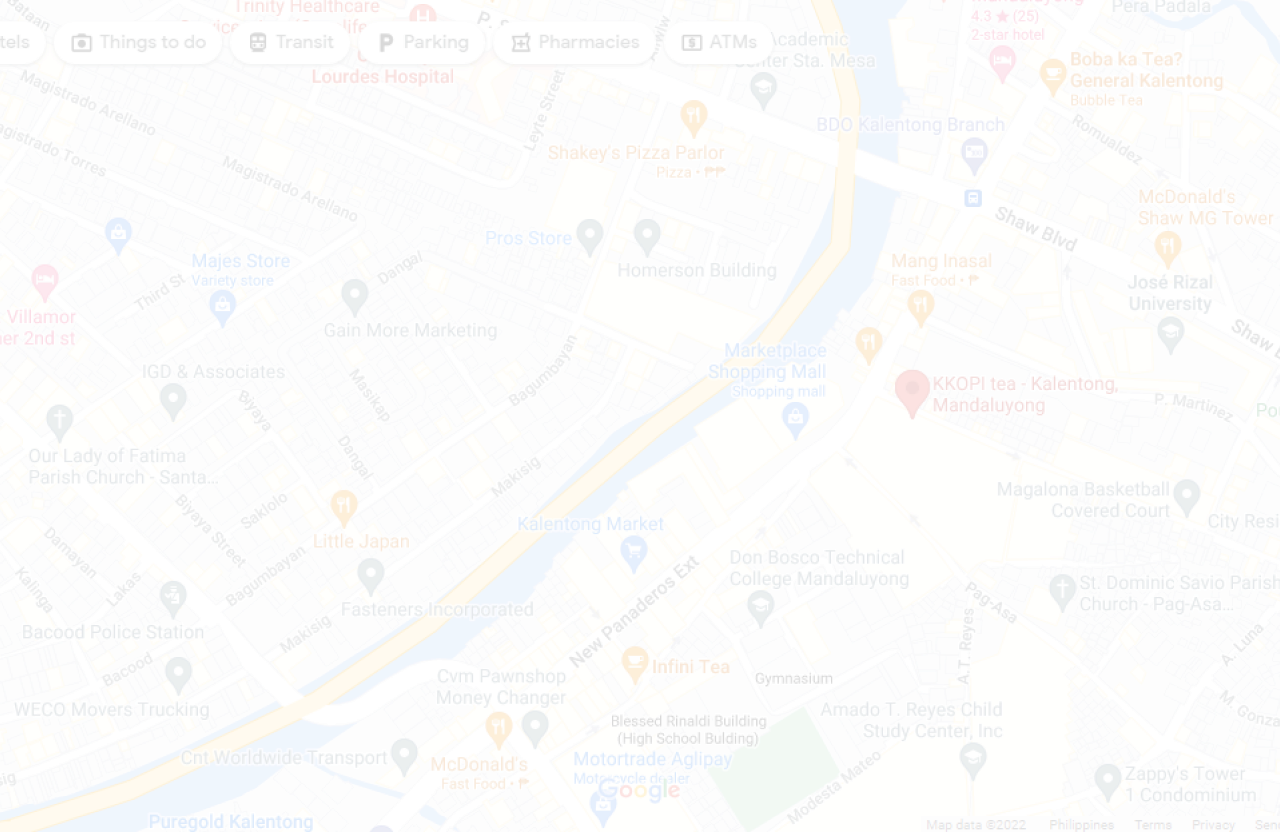 Trinity Healthcare
Lourdes Hospital
tels
Things to do
Transit
Parking
Pharmacies
ATMs
Academic
Center Sta. Mesa
4.3 ★ (25)
2-star hotel
Pera Padala
Boba ka Tea?
General Kalentong
Bubble Tea
BDO Kalentong Branch
Romualdez
Magistrado Arellano
Magistrado Torres
Magistrado Arellano
Leyte Street
Shakey's Pizza Parlor
Pizza • ₱₱
McDonald's
Shaw MG Tower
Shaw Blvd
Pros Store
Homerson Building
Majes Store
Variety store
Dangal
Third St
Mang Inasal
Fast Food • ₱
José Rizal
University
Villamor
ner 2nd st
Gain More Marketing
Shaw B
Marketplace
Shopping Mall
Shopping mall
IGD & Associates
Bagumbayan
Masikap
Biyaya
KKOPI tea - Kalentong,
Mandaluyong
P. Martinez
Po
Our Lady of Fatima
Parish Church - Santa...
Dangal
Makisig
Magalona Basketball
Covered Court
City Resi
Saklolo
Biyaya Street
Little Japan
Kalentong Market
Don Bosco Technical
College Mandaluyong
Damayan
Kalinga
Lakas
Bagumbayan
Fasteners Incorporated
New Panaderos Ext
Pag-Asa
St. Dominic Savio Parish
Church - Pag-Asa...
Bacood Police Station
Makisig
A.T. Reyes
A. Luna
Bacood
Infini Tea
Gymnasium
Cvm Pawnshop
Money Changer
WECO Movers Trucking
Blessed Rinaldi Building
(High School Bulding)
Amado T. Reyes Child
Study Center, Inc
M. Gonza
Cnt Worldwide Transport
McDonald's
Fast Food • ₱
Motortrade Aglipay
Motorcycle dealer
Modesta Mateo
Zappy's Tower
1 Condominium
sig
Google
Puregold Kalentong
Map data ©2022
Philippines
Terms
Privacy
Send